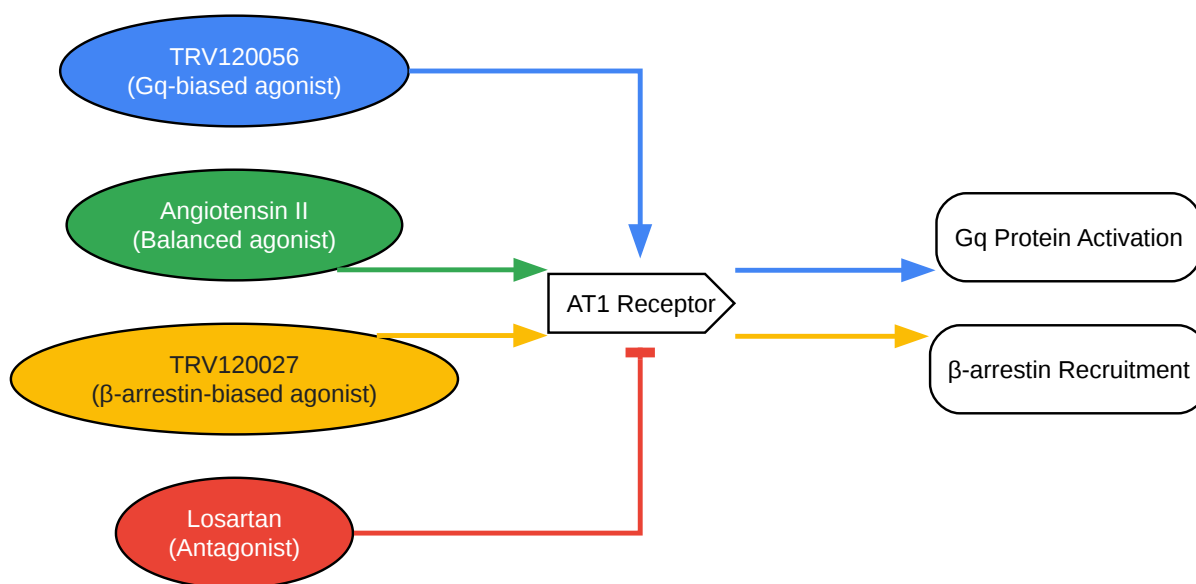 TRV120056
(Gq-biased agonist)
Angiotensin II
(Balanced agonist)
TRV120027
(β-arrestin-biased agonist)
Losartan
(Antagonist)
AT1 Receptor
Gq Protein Activation
β-arrestin Recruitment